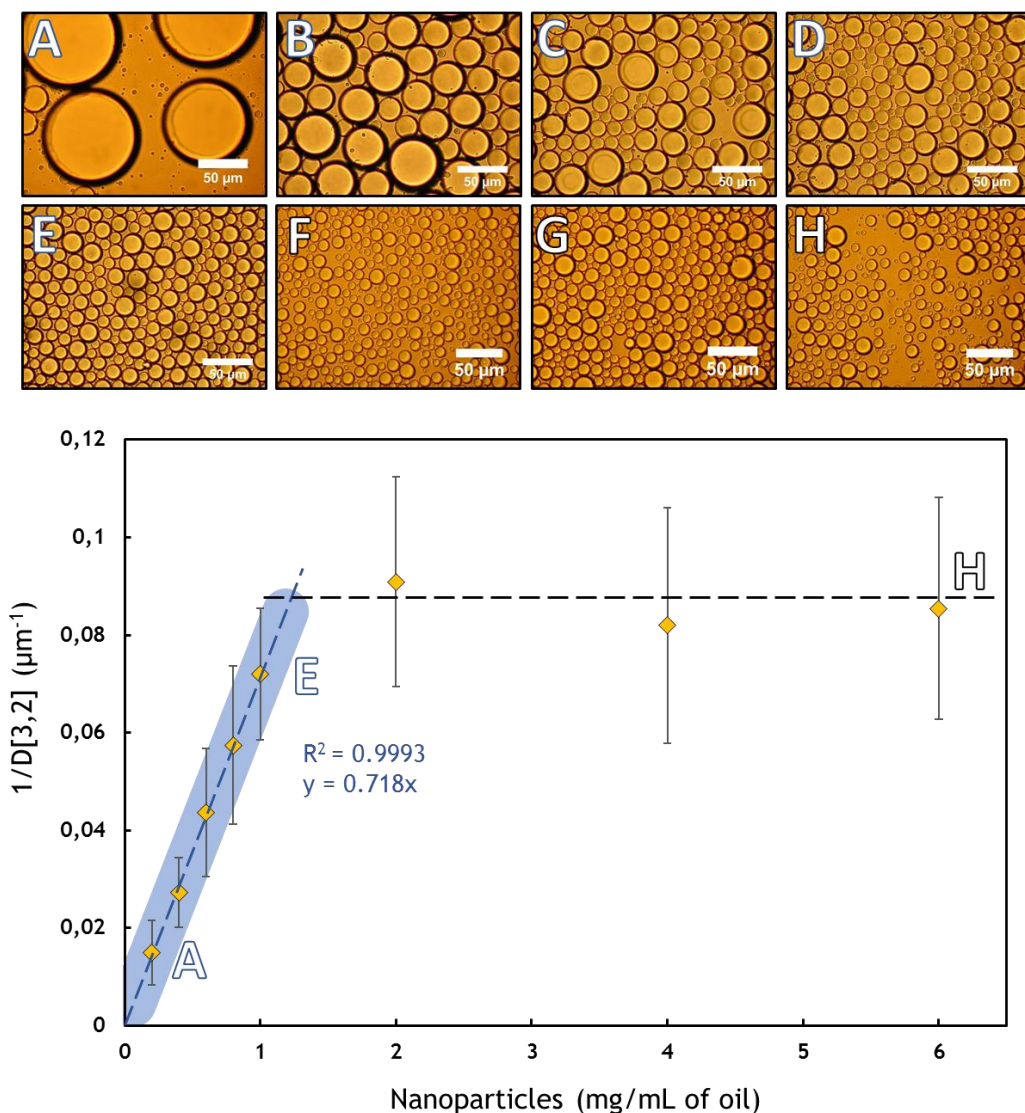 A
50 µm
B
50 µm
C
50 µm
D
50 µm
E
50 µm
F
50 µm
G
50 µm
H
50 µm
0,12
0,1
0,08
0,06
0,04
0,02
0
1/D[3,2] (µm⁻¹)
H
E
R² = 0.9993
y = 0.718x
A
0 1 2 3 4 5 6
Nanoparticles (mg/mL of oil)